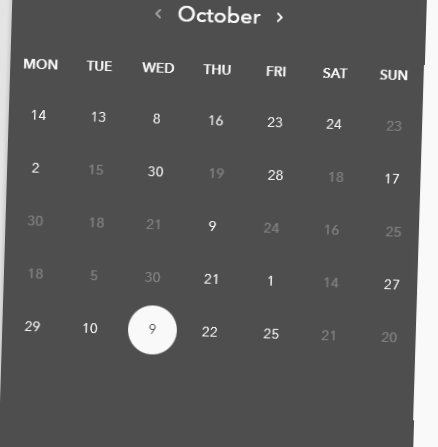 ‹ October ›
MON TUE WED THU FRI SAT SUN
14 13 8 16 23 24 23
2 15 30 19 28 18 17
30 18 21 9 24 16 25
18 5 30 21 1 14 27
29 10 9 22 25 21 20